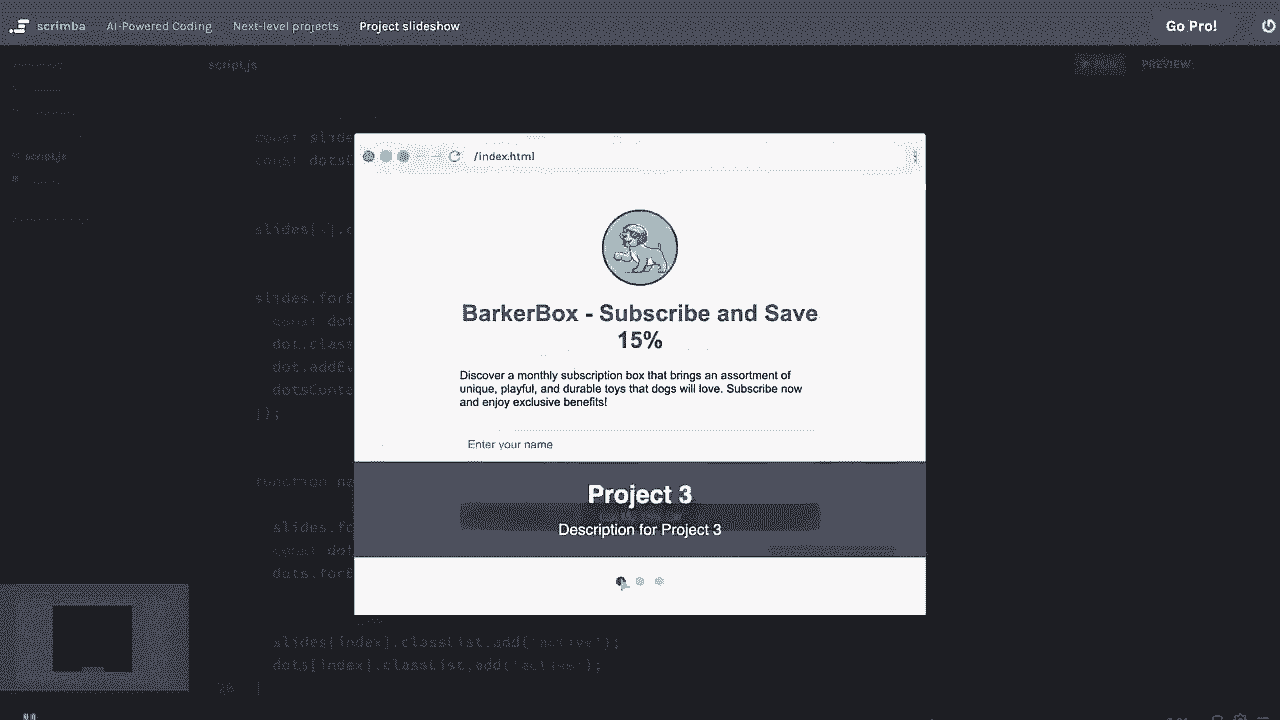 scrimba AI-Powered Coding Next-level projects Project slideshow Go Pro!
script.js PREVIEW:
/index.html
const slide
const dotsC
script.js
slides[
slides.forE
const dot
dot.class
dot.addEv
dotsConte
});
BarkerBox - Subscribe and Save
15%
Discover a monthly subscription box that brings an assortment of
unique, playful, and durable toys that dogs will love. Subscribe now
and enjoy exclusive benefits!
Enter your name
function
Project 3
slides.fo
Description for Project 3
const dot
dots.forE
slides[index].classList.add('active');
dots[index].classList.add('active');